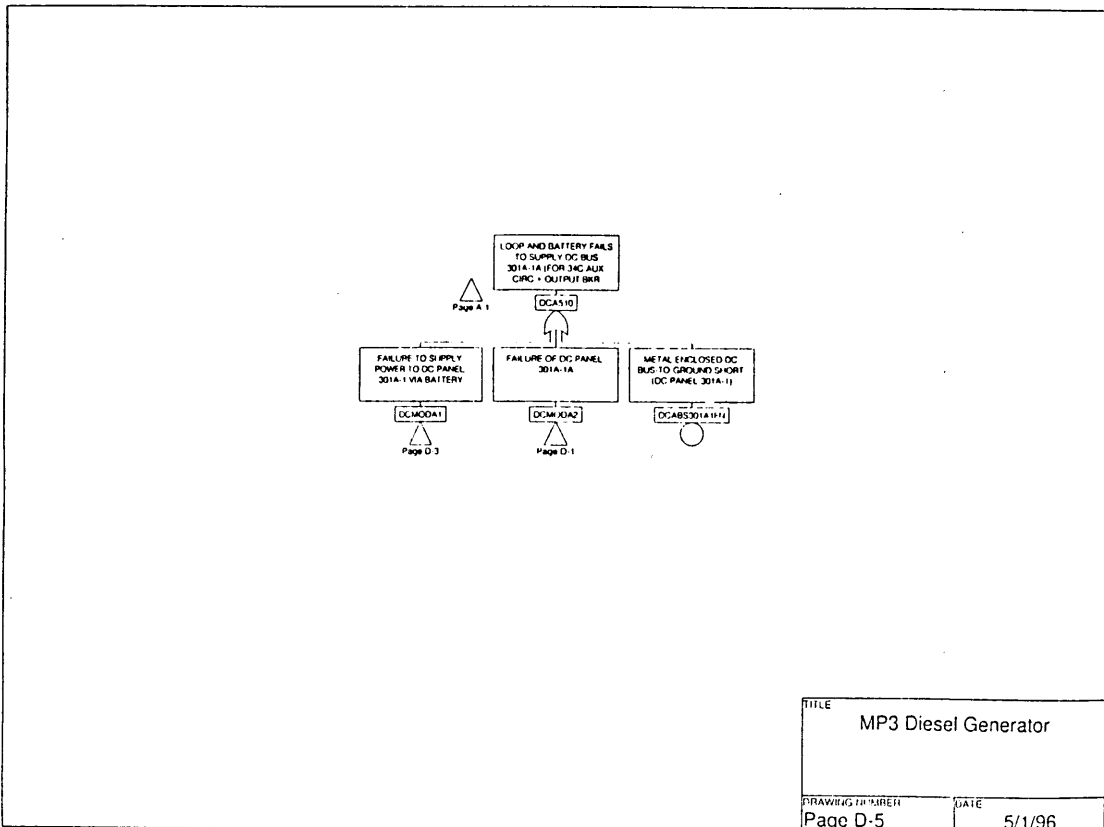 LOOP AND BATTERY FAILS
TO SUPPLY DC BUS
301A-1A (FOR 34C AUX
CIRC + OUTPUT BKR
Page A-1
DCA510
FAILURE TO SUPPLY
POWER TO DC PANEL
301A-1 VIA BATTERY
FAILURE OF DC PANEL
301A-1A
METAL ENCLOSED DC
BUS-TO GROUND SHORT
(DC PANEL 301A-1)
DCMODA1
DCMODA2
DCABS301A1FN
Page D-3
Page D-1
TITLE
MP3 Diesel Generator
DRAWING NUMBER
Page D-5
DATE
5/1/96